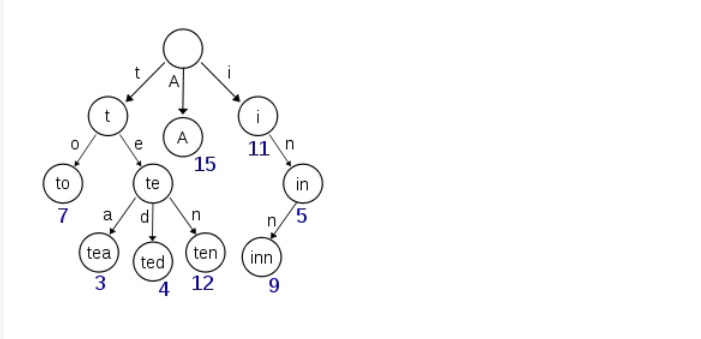 t A i
t A i
15 11
o e n
to te in
7 5
a d n n
tea ted ten inn
3 4 12 9